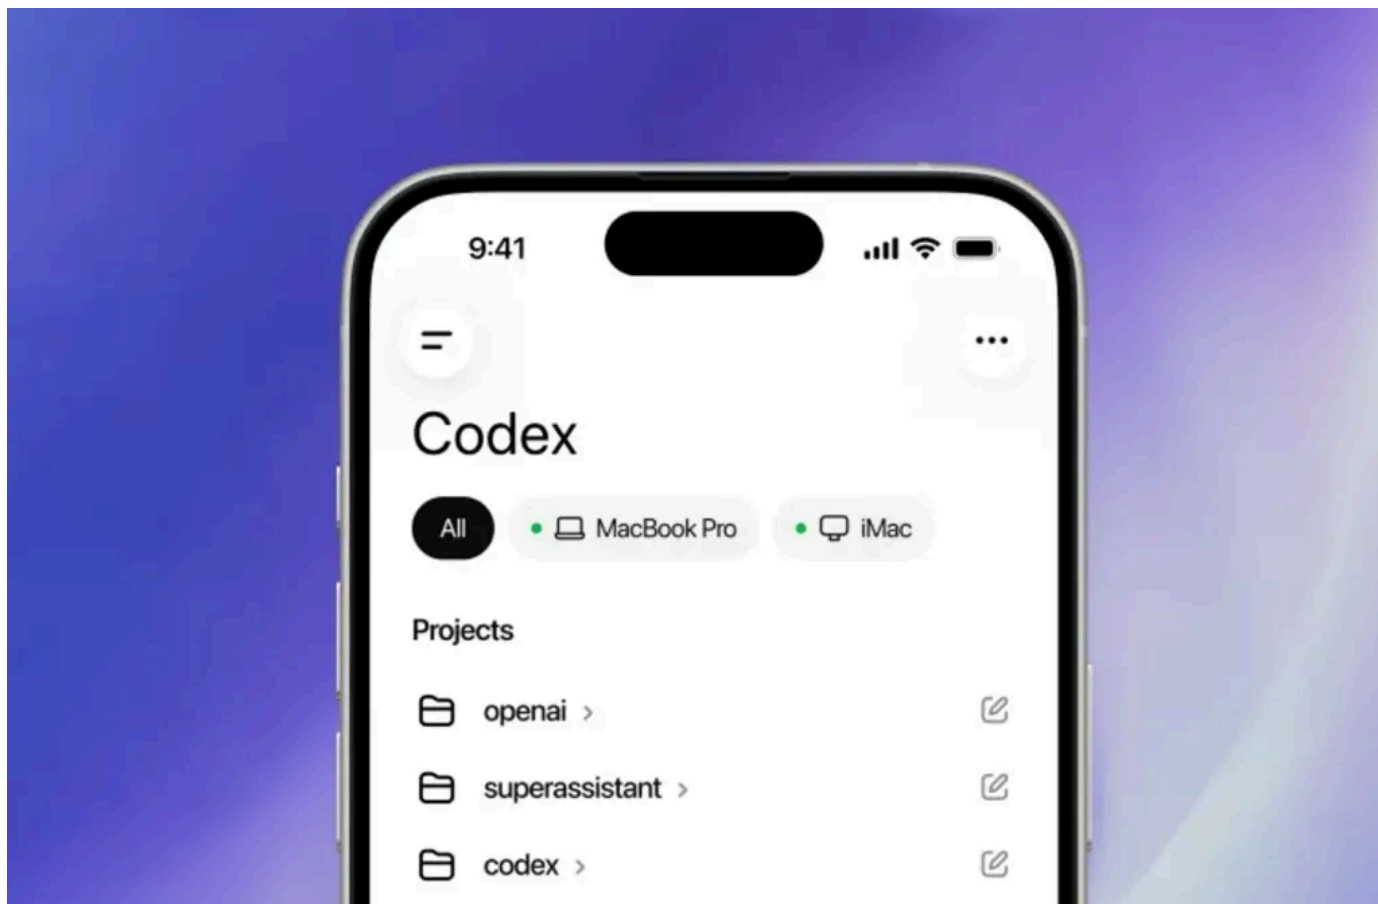 9:41
Codex
All
MacBook Pro
iMac
Projects
openai
superassistant
codex